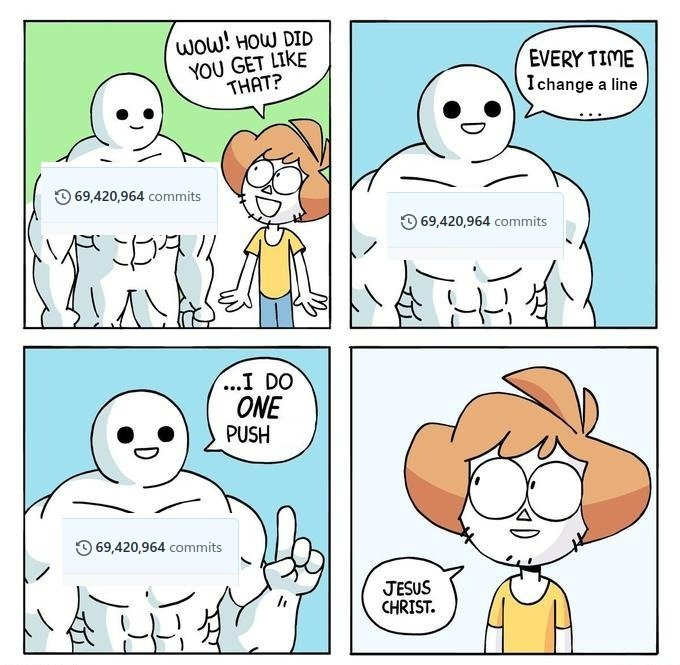 WOW! HOW DID
YOU GET LIKE
THAT?
69,420,964 commits
EVERY TIME
I change a line
...
69,420,964 commits
...I DO
ONE
PUSH
69,420,964 commits
JESUS
CHRIST.